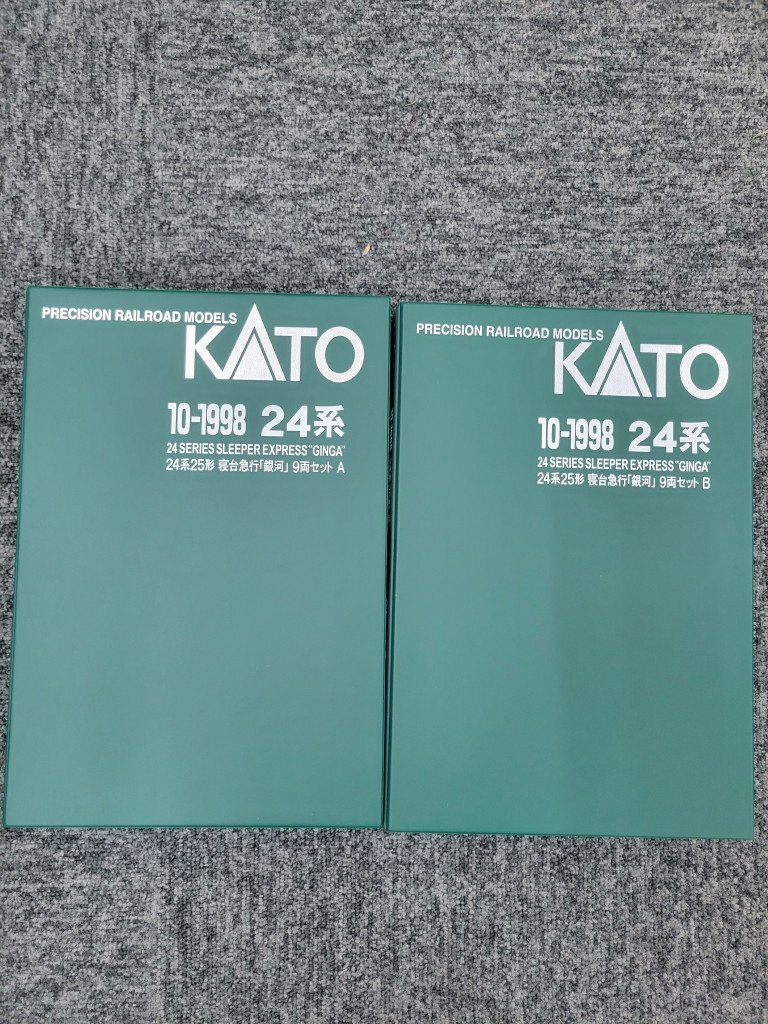 PRECISION RAILROAD MODELS
KATO
10-1998 24系
24 SERIES SLEEPER EXPRESS "GINGA"
24系25形 寝台急行「銀河」 9両セット A
PRECISION RAILROAD MODELS
KATO
10-1998 24系
24 SERIES SLEEPER EXPRESS "GINGA"
24系25形 寝台急行「銀河」 9両セット B